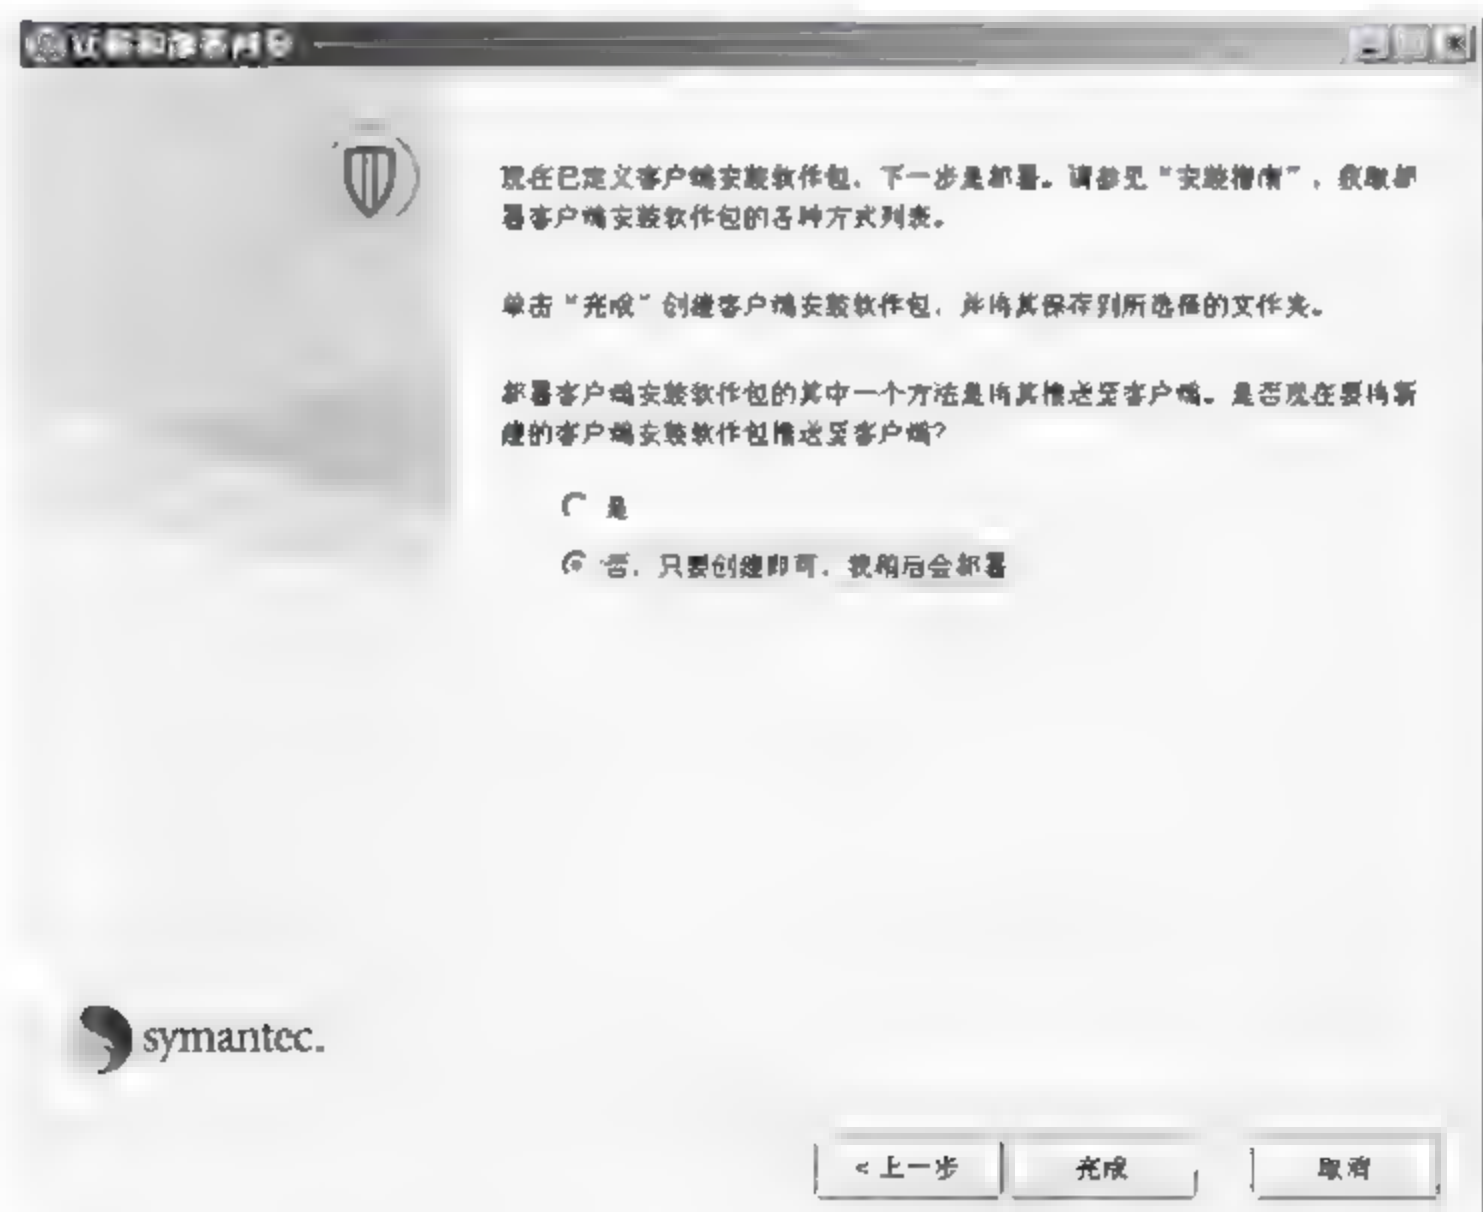 迁移和部署向导
现在已定义客户端安装软件包，下一步是部署。请参见“安装指南”，获取部
署客户端安装软件包的各种方式列表。
单击“完成”创建客户端安装软件包，并将其保存到所选择的文件夹。
部署客户端安装软件包的其中一个方法是将其推送至客户端。是否现在要将新
建的客户端安装软件包推送至客户端?
是
否，只要创建即可，我稍后会部署
symantec.
< 上一步
完成
取消